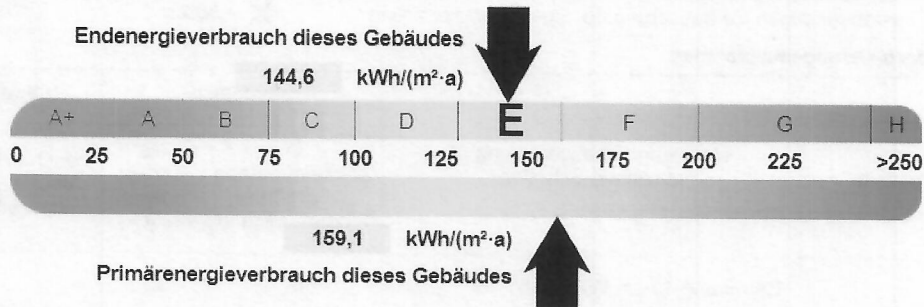 Endenergieverbrauch dieses Gebäudes
144,6 kWh/(m²·a)
A+ A B C D E F G H
0 25 50 75 100 125 150 175 200 225 >250
159,1 kWh/(m²·a)
Primärenergieverbrauch dieses Gebäudes